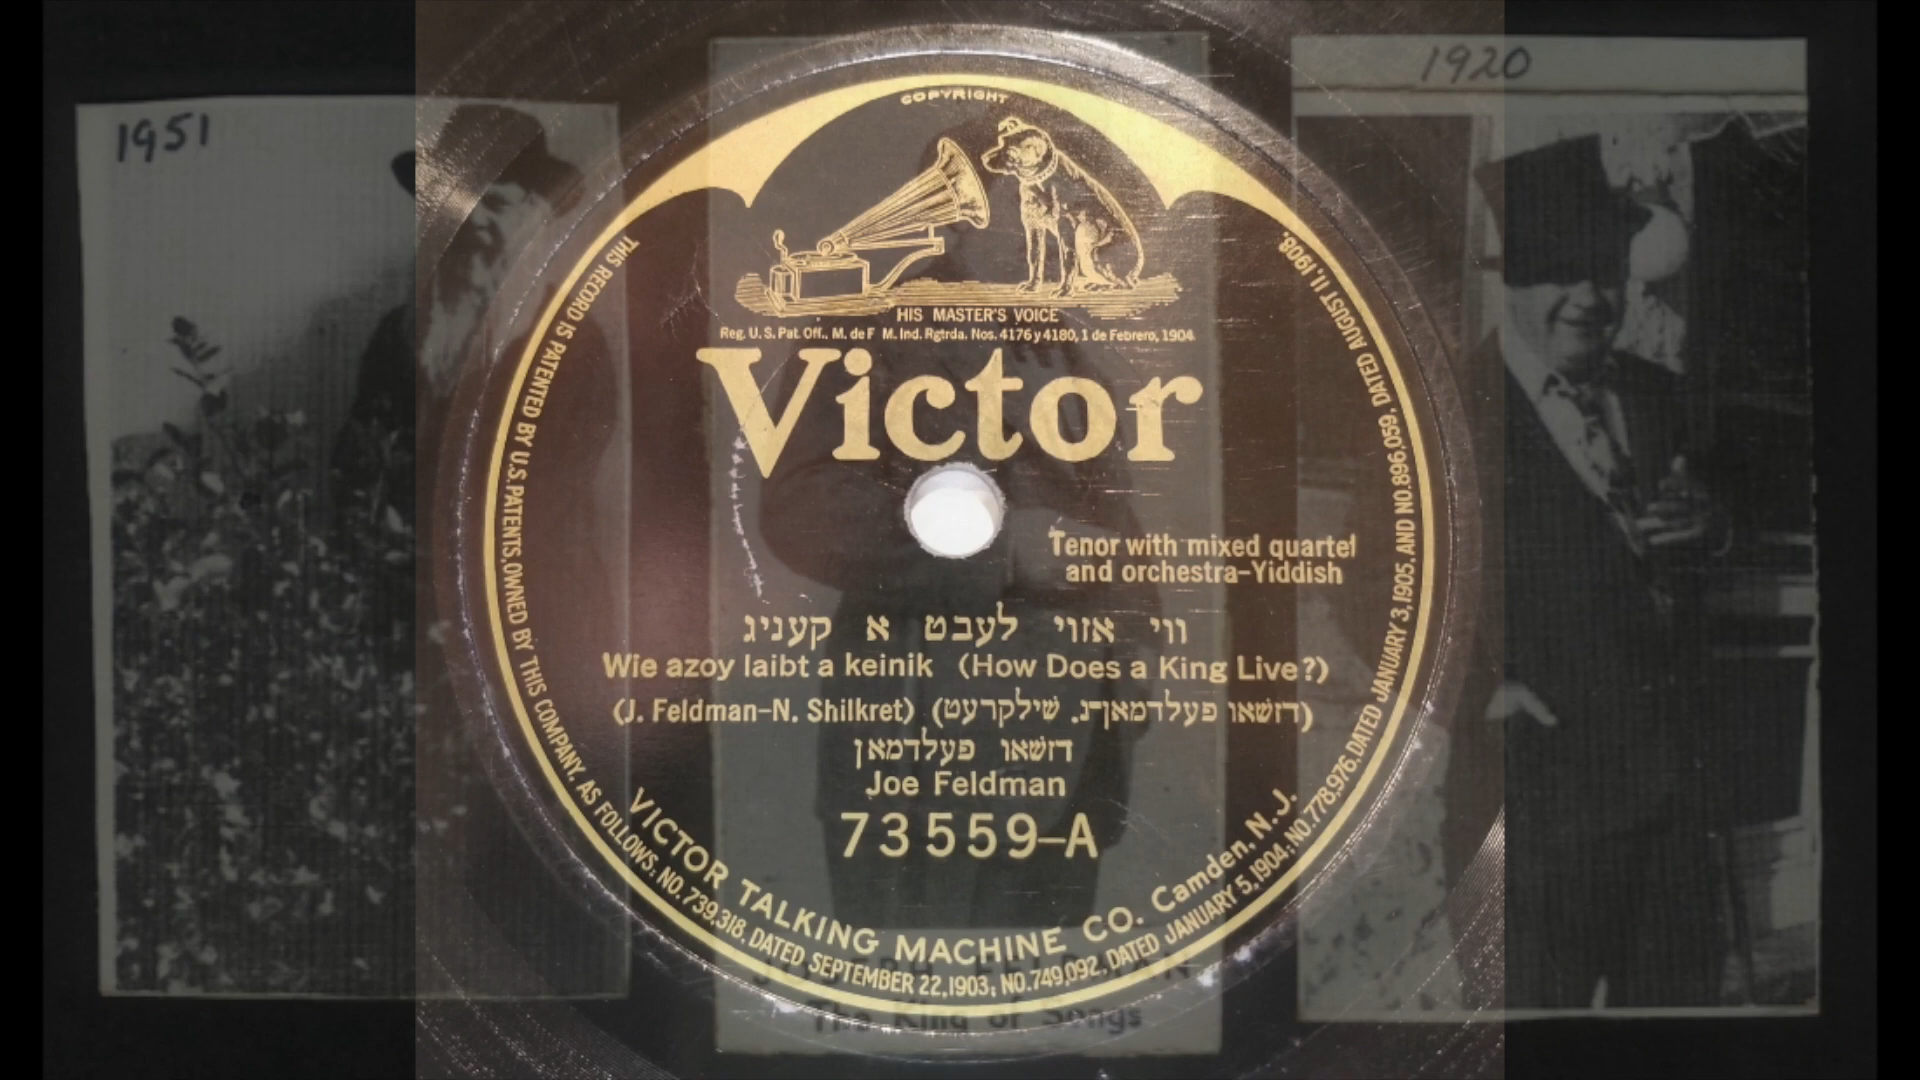 1951
1920
COPYRIGHT
HIS MASTER'S VOICE
Reg. U. S. Pat. Off.. M. de F M. Ind. Rgtrda. Nos. 4176 y 4180, 1 de Febrero, 1904
Victor
Tenor with mixed quartet
and orchestra–Yiddish
ווי אזוי לעבט א קעניג
Wie azoy laibt a keinik (How Does a King Live?)
(J. Feldman–N. Shilkret) (דזשאו פעלדמאן־נ. שילקרעט)
דזשאו פעלדמאן
Joe Feldman
73559–A
VICTOR TALKING MACHINE CO. Camden, N. J.
THIS RECORD IS PATENTED BY U.S. PATENTS, OWNED BY THIS COMPANY, AS FOLLOWS: NO. 739,318, DATED SEPTEMBER 22, 1903; NO. 749,092, DATED JANUARY 5, 1904; NO. 778,976, DATED JANUARY 3, 1905, AND NO. 896,059, DATED AUGUST 11, 1908.
JOSEPH FELDMAN
The King of Songs